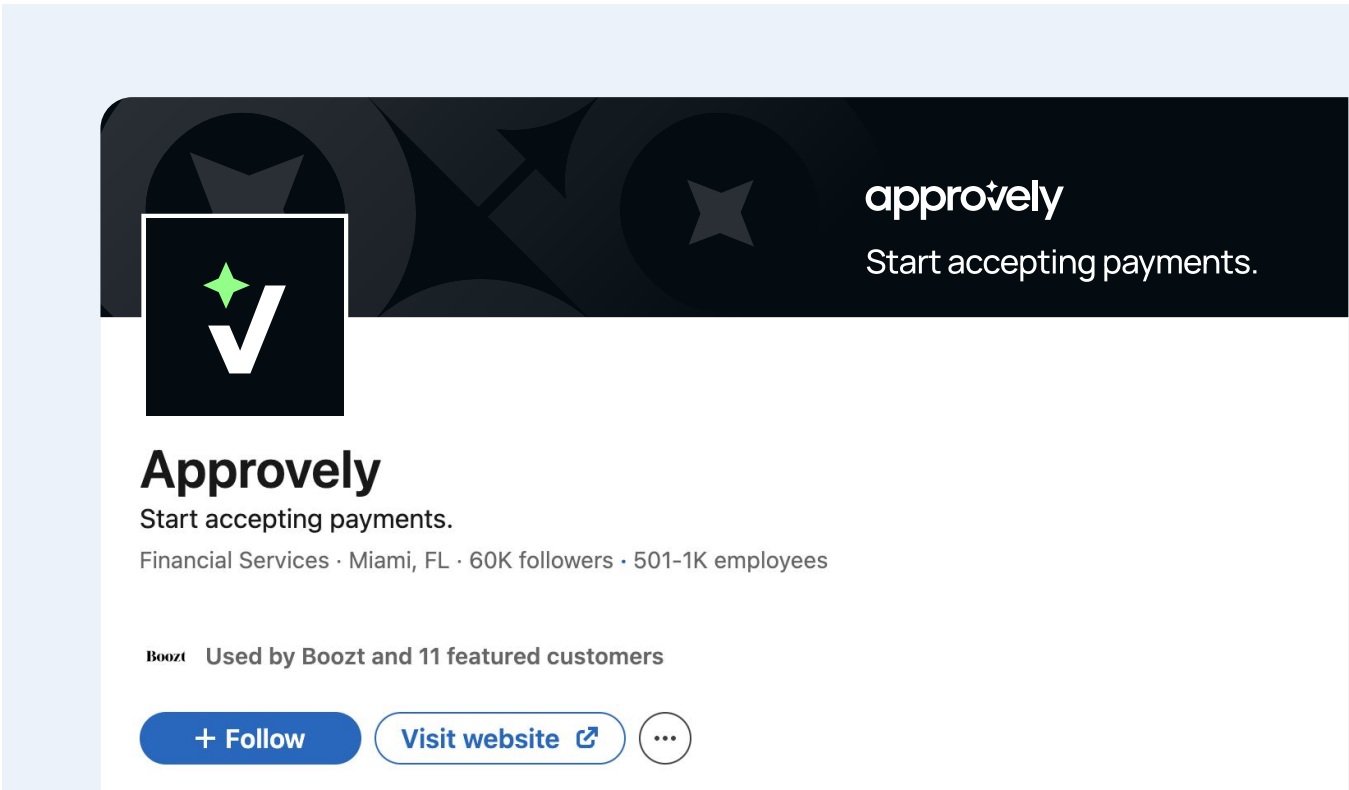 approvely
Start accepting payments.
Approvely
Start accepting payments.
Financial Services · Miami, FL · 60K followers · 501-1K employees
Boozt Used by Boozt and 11 featured customers
+ Follow Visit website ···